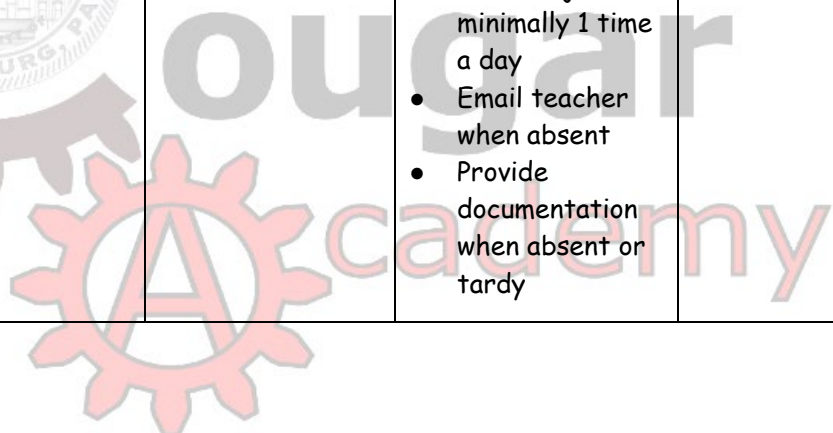 ougar
minimally 1 time
a day
● Email teacher
when absent
● Provide
documentation
when absent or
tardy
Academy